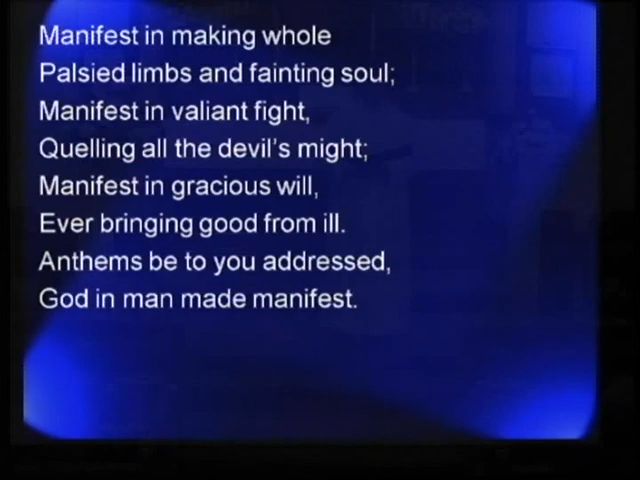 Manifest in making whole
Palsied limbs and fainting soul;
Manifest in valiant fight,
Quelling all the devil's might;
Manifest in gracious will,
Ever bringing good from ill.
Anthems be to you addressed,
God in man made manifest.